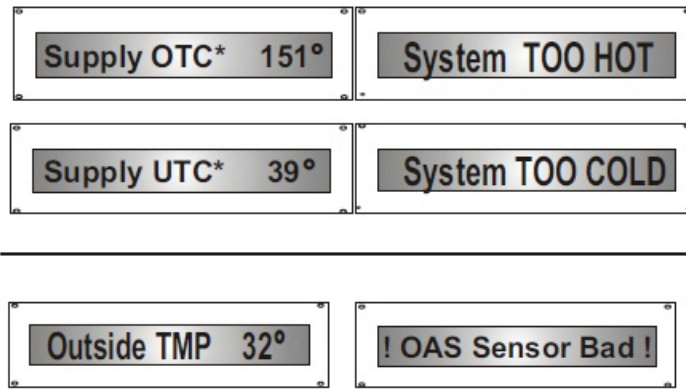 Supply OTC* 151°
System TOO HOT
Supply UTC* 39°
System TOO COLD
Outside TMP 32°
! OAS Sensor Bad !